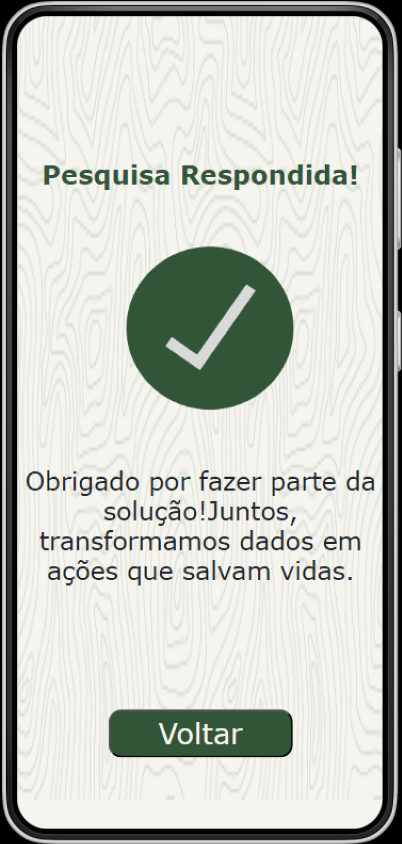 Pesquisa Respondida!
Obrigado por fazer parte da
solução!Juntos,
transformamos dados em
ações que salvam vidas.
Voltar